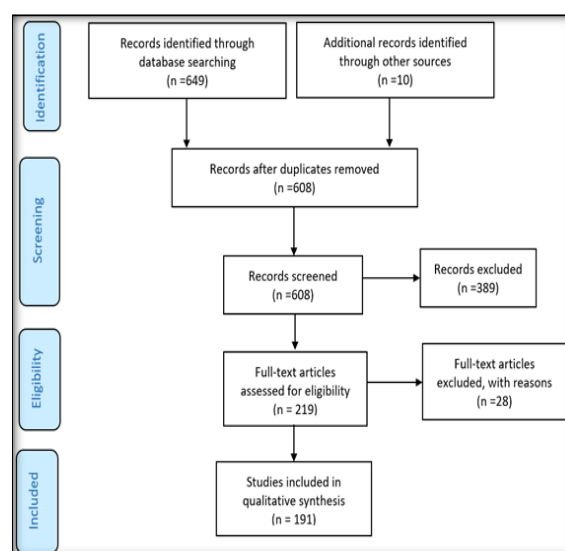 Identification
Records identified through
database searching
(n =649)
Additional records identified
through other sources
(n =10)
Screening
Records after duplicates removed
(n =608)
Records screened
(n =608)
Records excluded
(n =389)
Eligibility
Full-text articles
assessed for eligibility
(n = 219)
Full-text articles
excluded, with reasons
(n =28)
Included
Studies included in
qualitative synthesis
(n = 191)